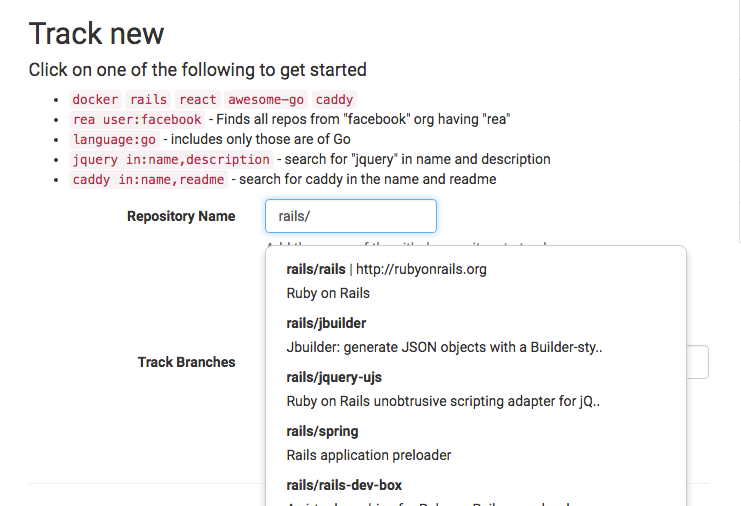 Track new
Click on one of the following to get started
docker rails react awesome-go caddy
rea user:facebook - Finds all repos from "facebook" org having "rea"
language:go - includes only those are of Go
jquery in:name,description - search for "jquery" in name and description
caddy in:name,readme - search for caddy in the name and readme
Repository Name rails/
rails/rails | http://rubyonrails.org
Ruby on Rails
rails/jbuilder
Jbuilder: generate JSON objects with a Builder-sty..
Track Branches
rails/jquery-ujs
Ruby on Rails unobtrusive scripting adapter for jQ..
rails/spring
Rails application preloader
rails/rails-dev-box